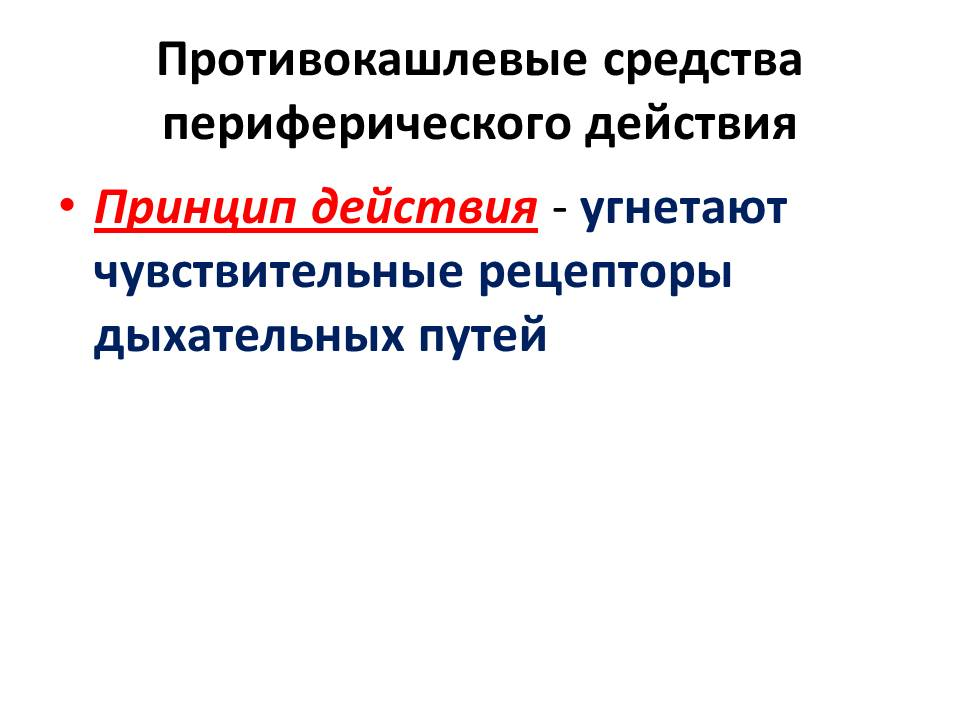 Противокашлевые средства
периферического действия
• Принцип действия - угнетают
чувствительные рецепторы
дыхательных путей